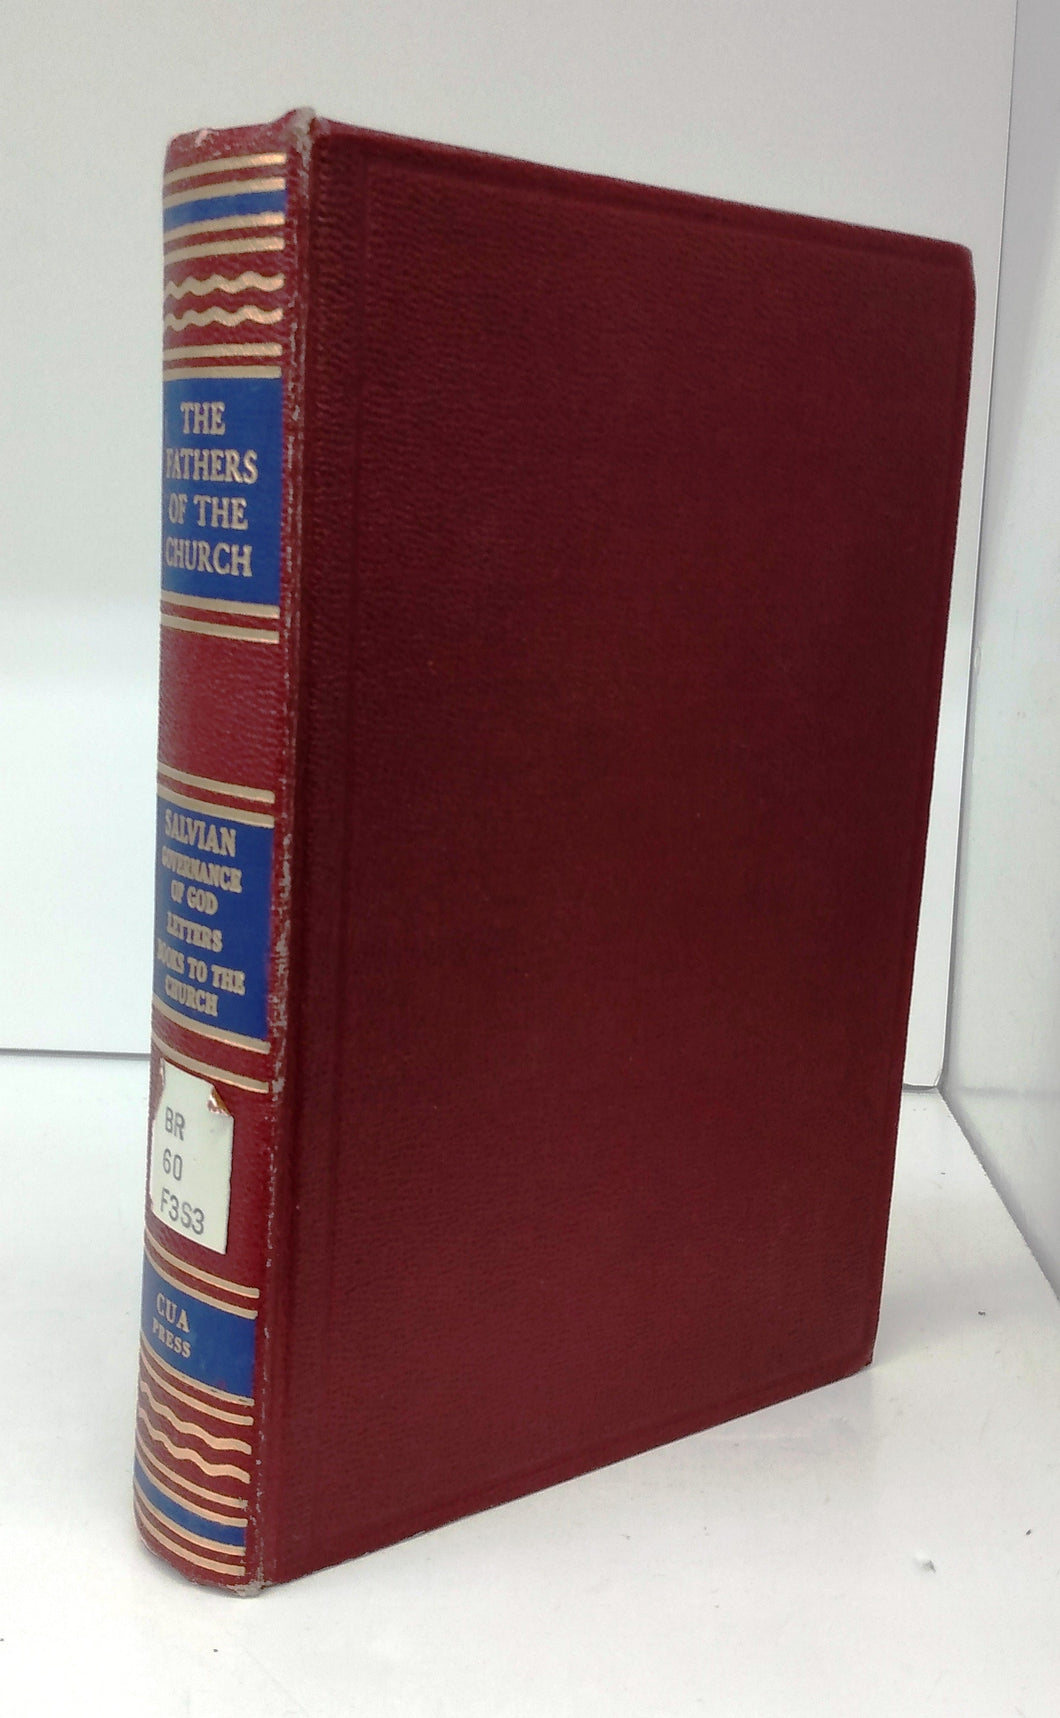 THE
FATHERS
OF THE
CHURCH
SALVIAN
GOVERNANCE
OF GOD
LETTERS
BOOKS TO THE
CHURCH
BR
60
F3S3
CUA
PRESS